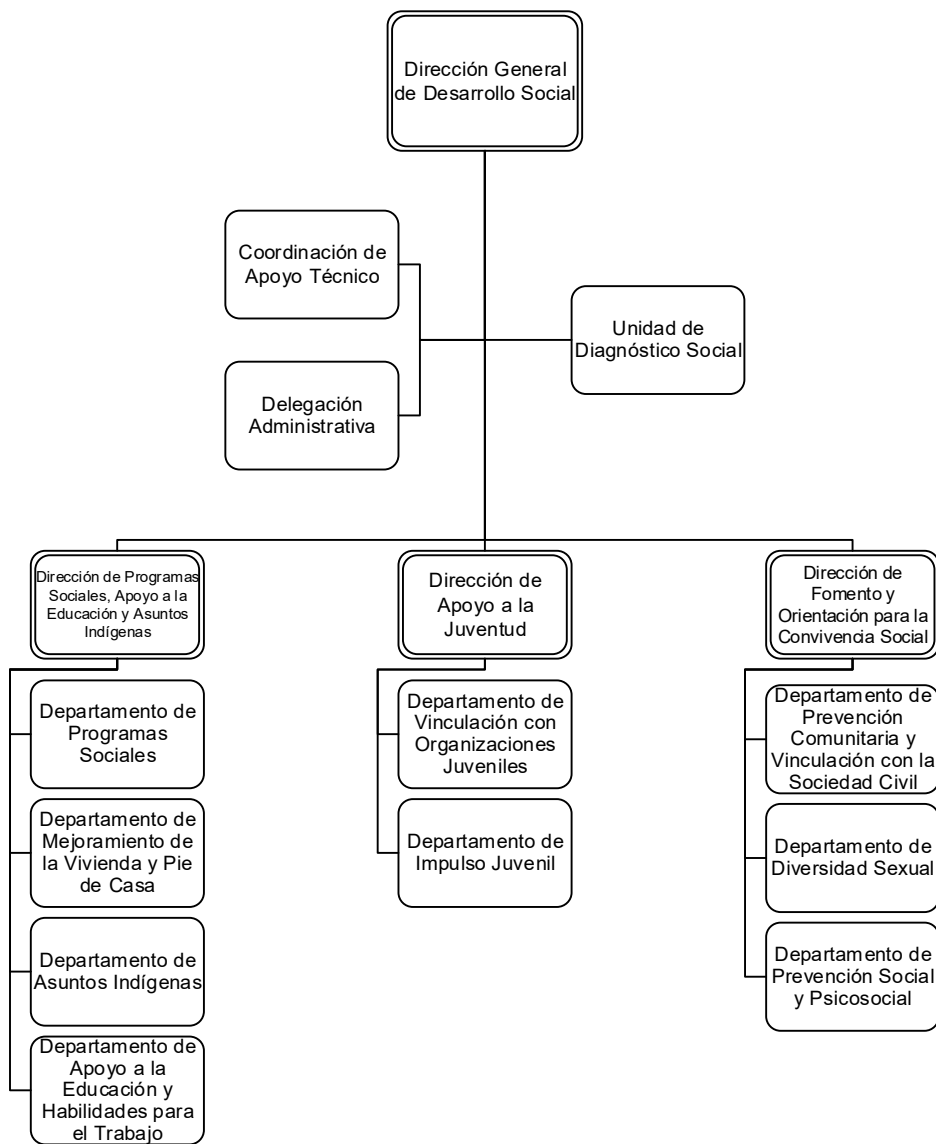 Dirección General
de Desarrollo Social
Coordinación de
Apoyo Técnico
Unidad de
Diagnóstico Social
Delegación
Administrativa
Dirección de Programas
Sociales, Apoyo a la
Educación y Asuntos
Indígenas
Departamento de
Programas
Sociales
Departamento de
Mejoramiento de
la Vivienda y Pie
de Casa
Departamento de
Asuntos Indígenas
Departamento de
Apoyo a la
Educación y
Habilidades para
el Trabajo
Dirección de
Apoyo a la
Juventud
Departamento de
Vinculación con
Organizaciones
Juveniles
Departamento de
Impulso Juvenil
Dirección de
Fomento y
Orientación para la
Convivencia Social
Departamento de
Prevención
Comunitaria y
Vinculación con la
Sociedad Civil
Departamento de
Diversidad Sexual
Departamento de
Prevención Social
y Psicosocial